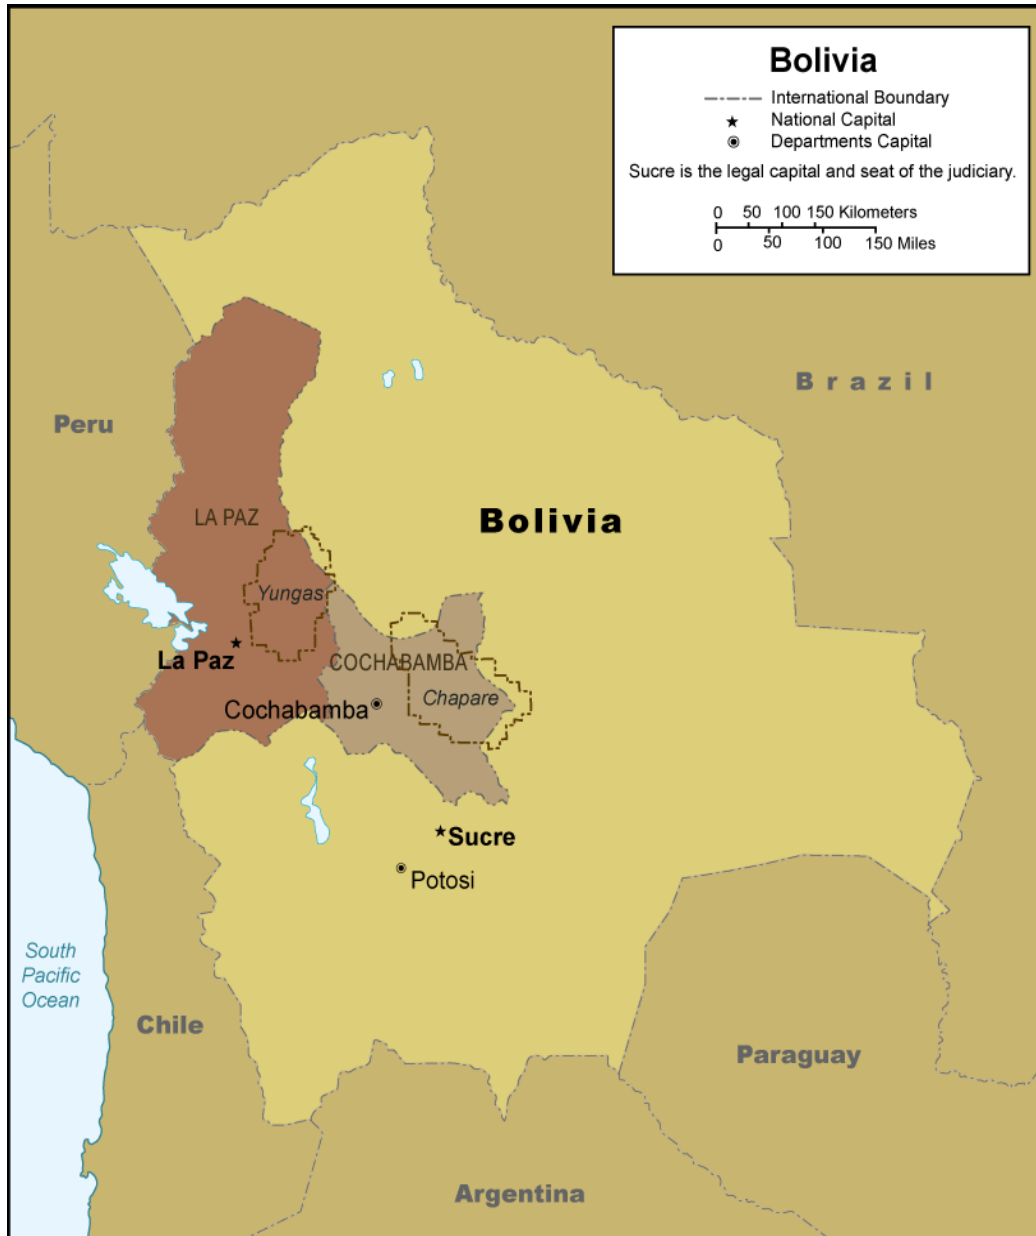 Bolivia
International Boundary
National Capital
Departments Capital
Sucre is the legal capital and seat of the judiciary.
0 50 100 150 Kilometers
0 50 100 150 Miles
Brazil
Peru
Bolivia
LA PAZ
Yungas
La Paz
COCHABAMBA
Chapare
Cochabamba
Sucre
Potosi
South
Pacific
Ocean
Chile
Paraguay
Argentina